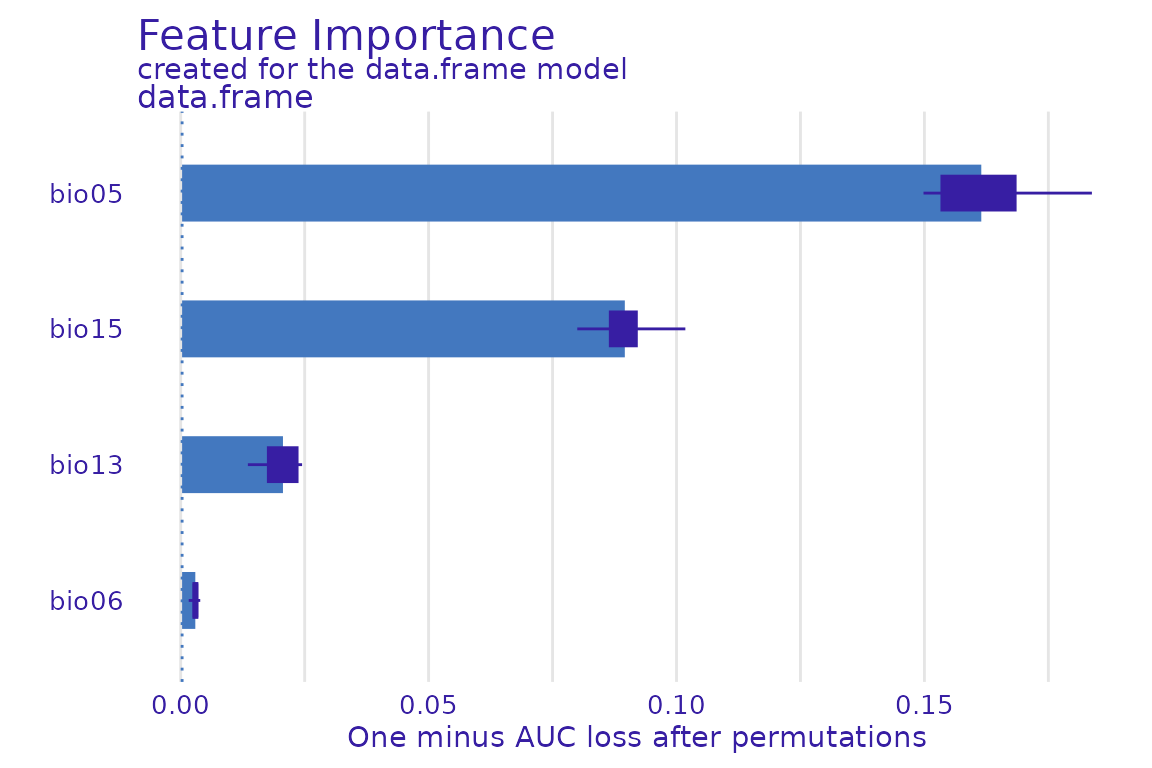 Feature Importance
created for the data.frame model
data.frame
bio05
bio15
bio13
bio06
0.00 0.05 0.10 0.15
One minus AUC loss after permutations